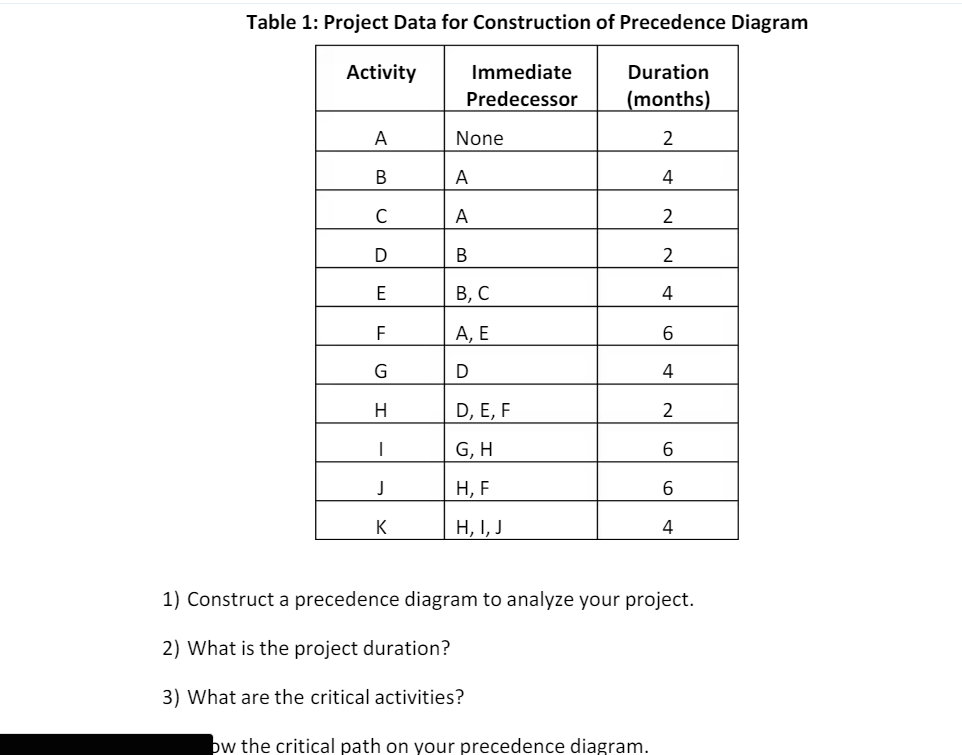 Table 1: Project Data for Construction of Precedence Diagram
Activity Immediate Predecessor Duration (months)
A None 2
B A 4
C A 2
D B 2
E B, C 4
F A, E 6
G D 4
H D, E, F 2
I G, H 6
J H, F 6
K H, I, J 4
1) Construct a precedence diagram to analyze your project.
2) What is the project duration?
3) What are the critical activities?
the critical path on your precedence diagram.